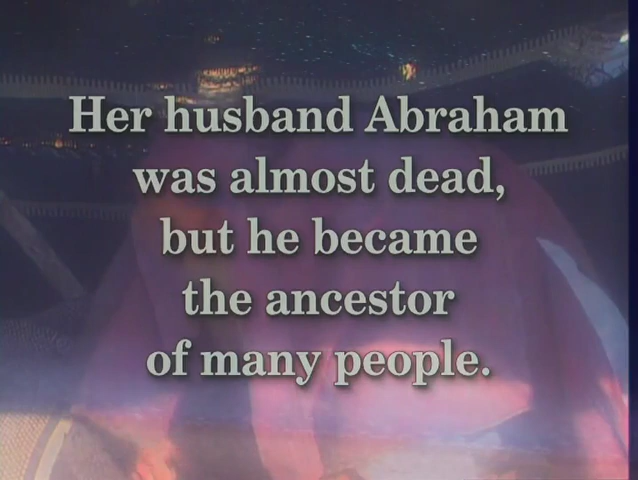 Her husband Abraham
was almost dead,
but he became
the ancestor
of many people.